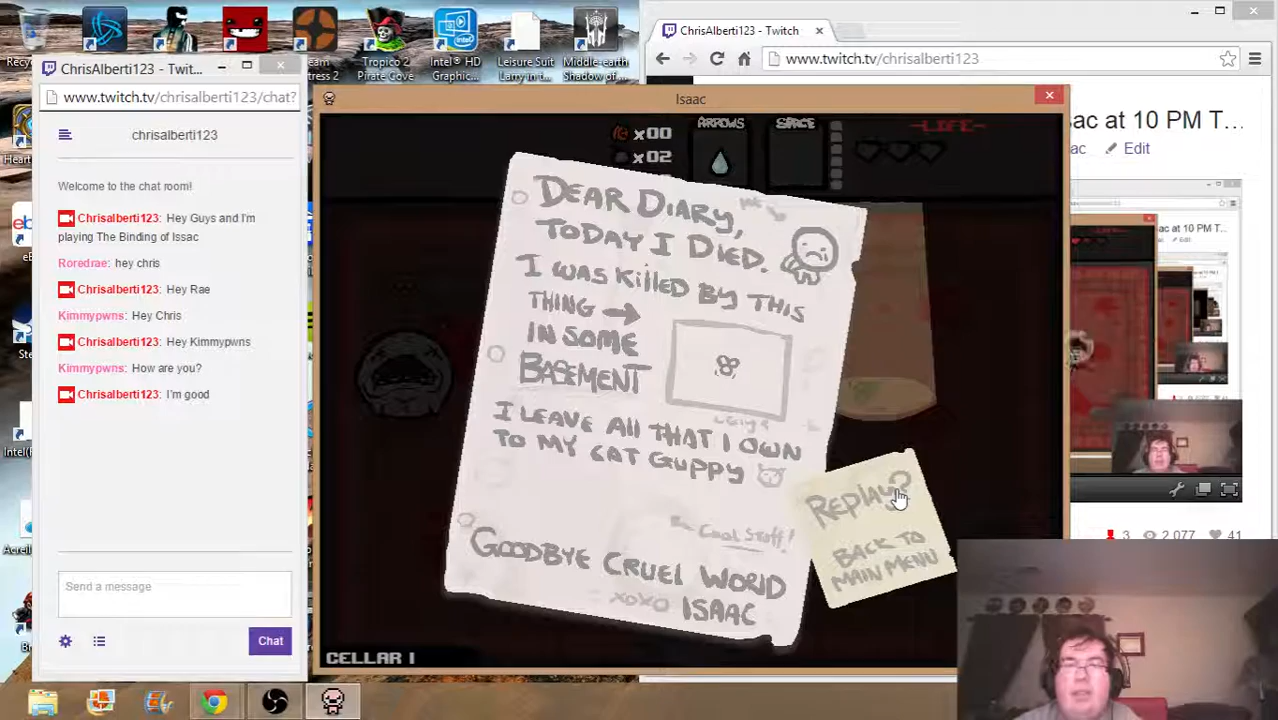 ChrisAlberti123 - Twit...
www.twitch.tv/chrisalberti123/chat?
chrisalberti123
Welcome to the chat room!
Chrisalberti123: Hey Guys and I'm
playing The Binding of Issac
Roredrae: hey chris
Chrisalberti123: Hey Rae
Kimmypwns: Hey Chris
Chrisalberti123: Hey Kimmypwns
Kimmypwns: How are you?
Chrisalberti123: I'm good
Send a message
Chat
Tropico 2
Pirate Cove
Intel® HD
Graphic...
Leisure Suit
Larry in t...
Middle-earth
Shadow of...
ChrisAlberti123 - Twitch
www.twitch.tv/chrisalberti123
sac at 10 PM T...
Edit
3 2,077 41
Isaac
x00
x02
ARROWS
SPACE
-LIFE-
DEAR DIARY,
TODAY I DIED.
I WAS KILLED BY THIS
THING
IN SOME
BASEMENT
I LEAVE ALL THAT I OWN
TO MY CAT GUPPY
COOL STUFF!
GOODBYE CRUEL WORLD
XOXO ISAAC
REPLAY?
BACK TO
MAIN MENU
CELLAR I